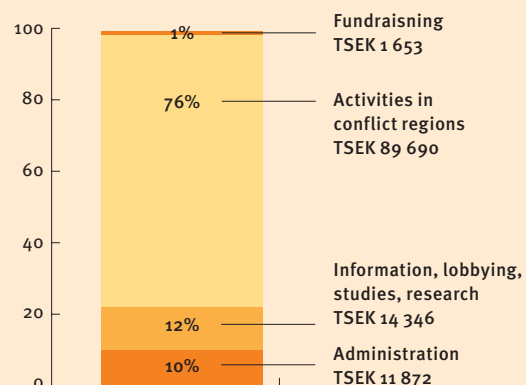 100
80
60
40
20
0
1%
76%
12%
10%
Fundraisning
TSEK 1 653
Activities in
conflict regions
TSEK 89 690
Information, lobbying,
studies, research
TSEK 14 346
Administration
TSEK 11 872